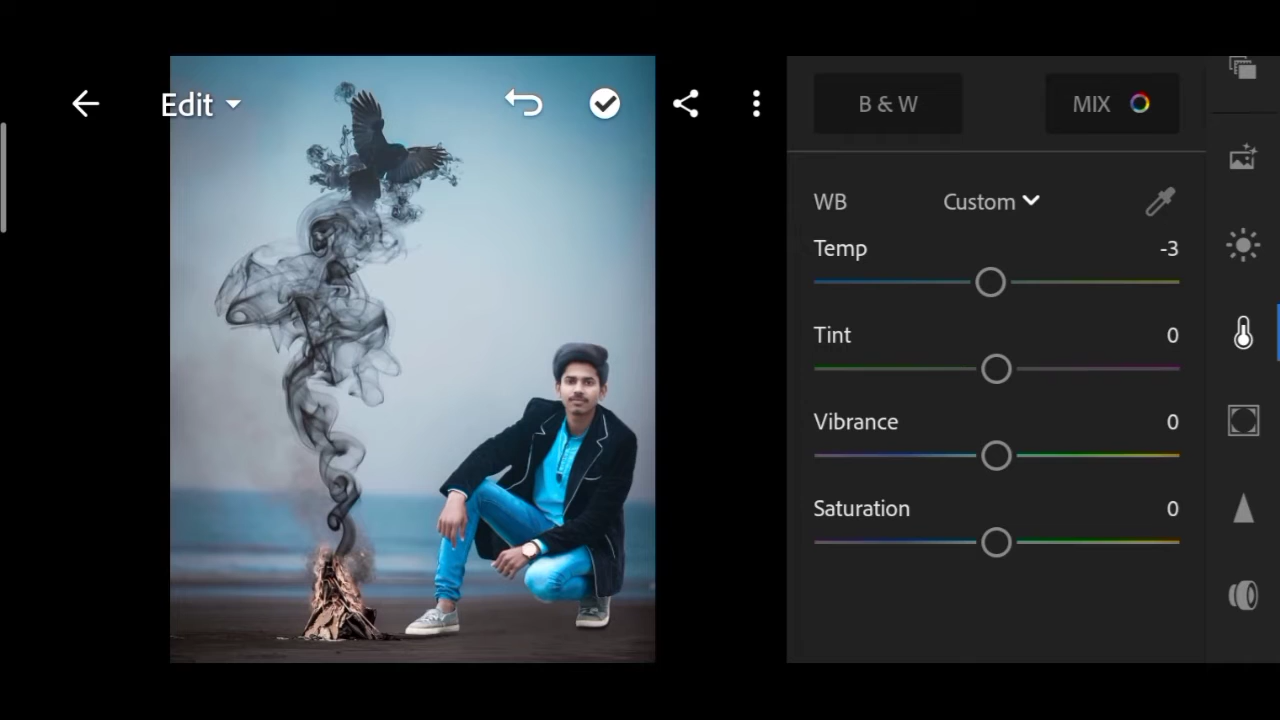 Edit
B & W
MIX
WB
Custom
Temp
-3
Tint
0
Vibrance
0
Saturation
0